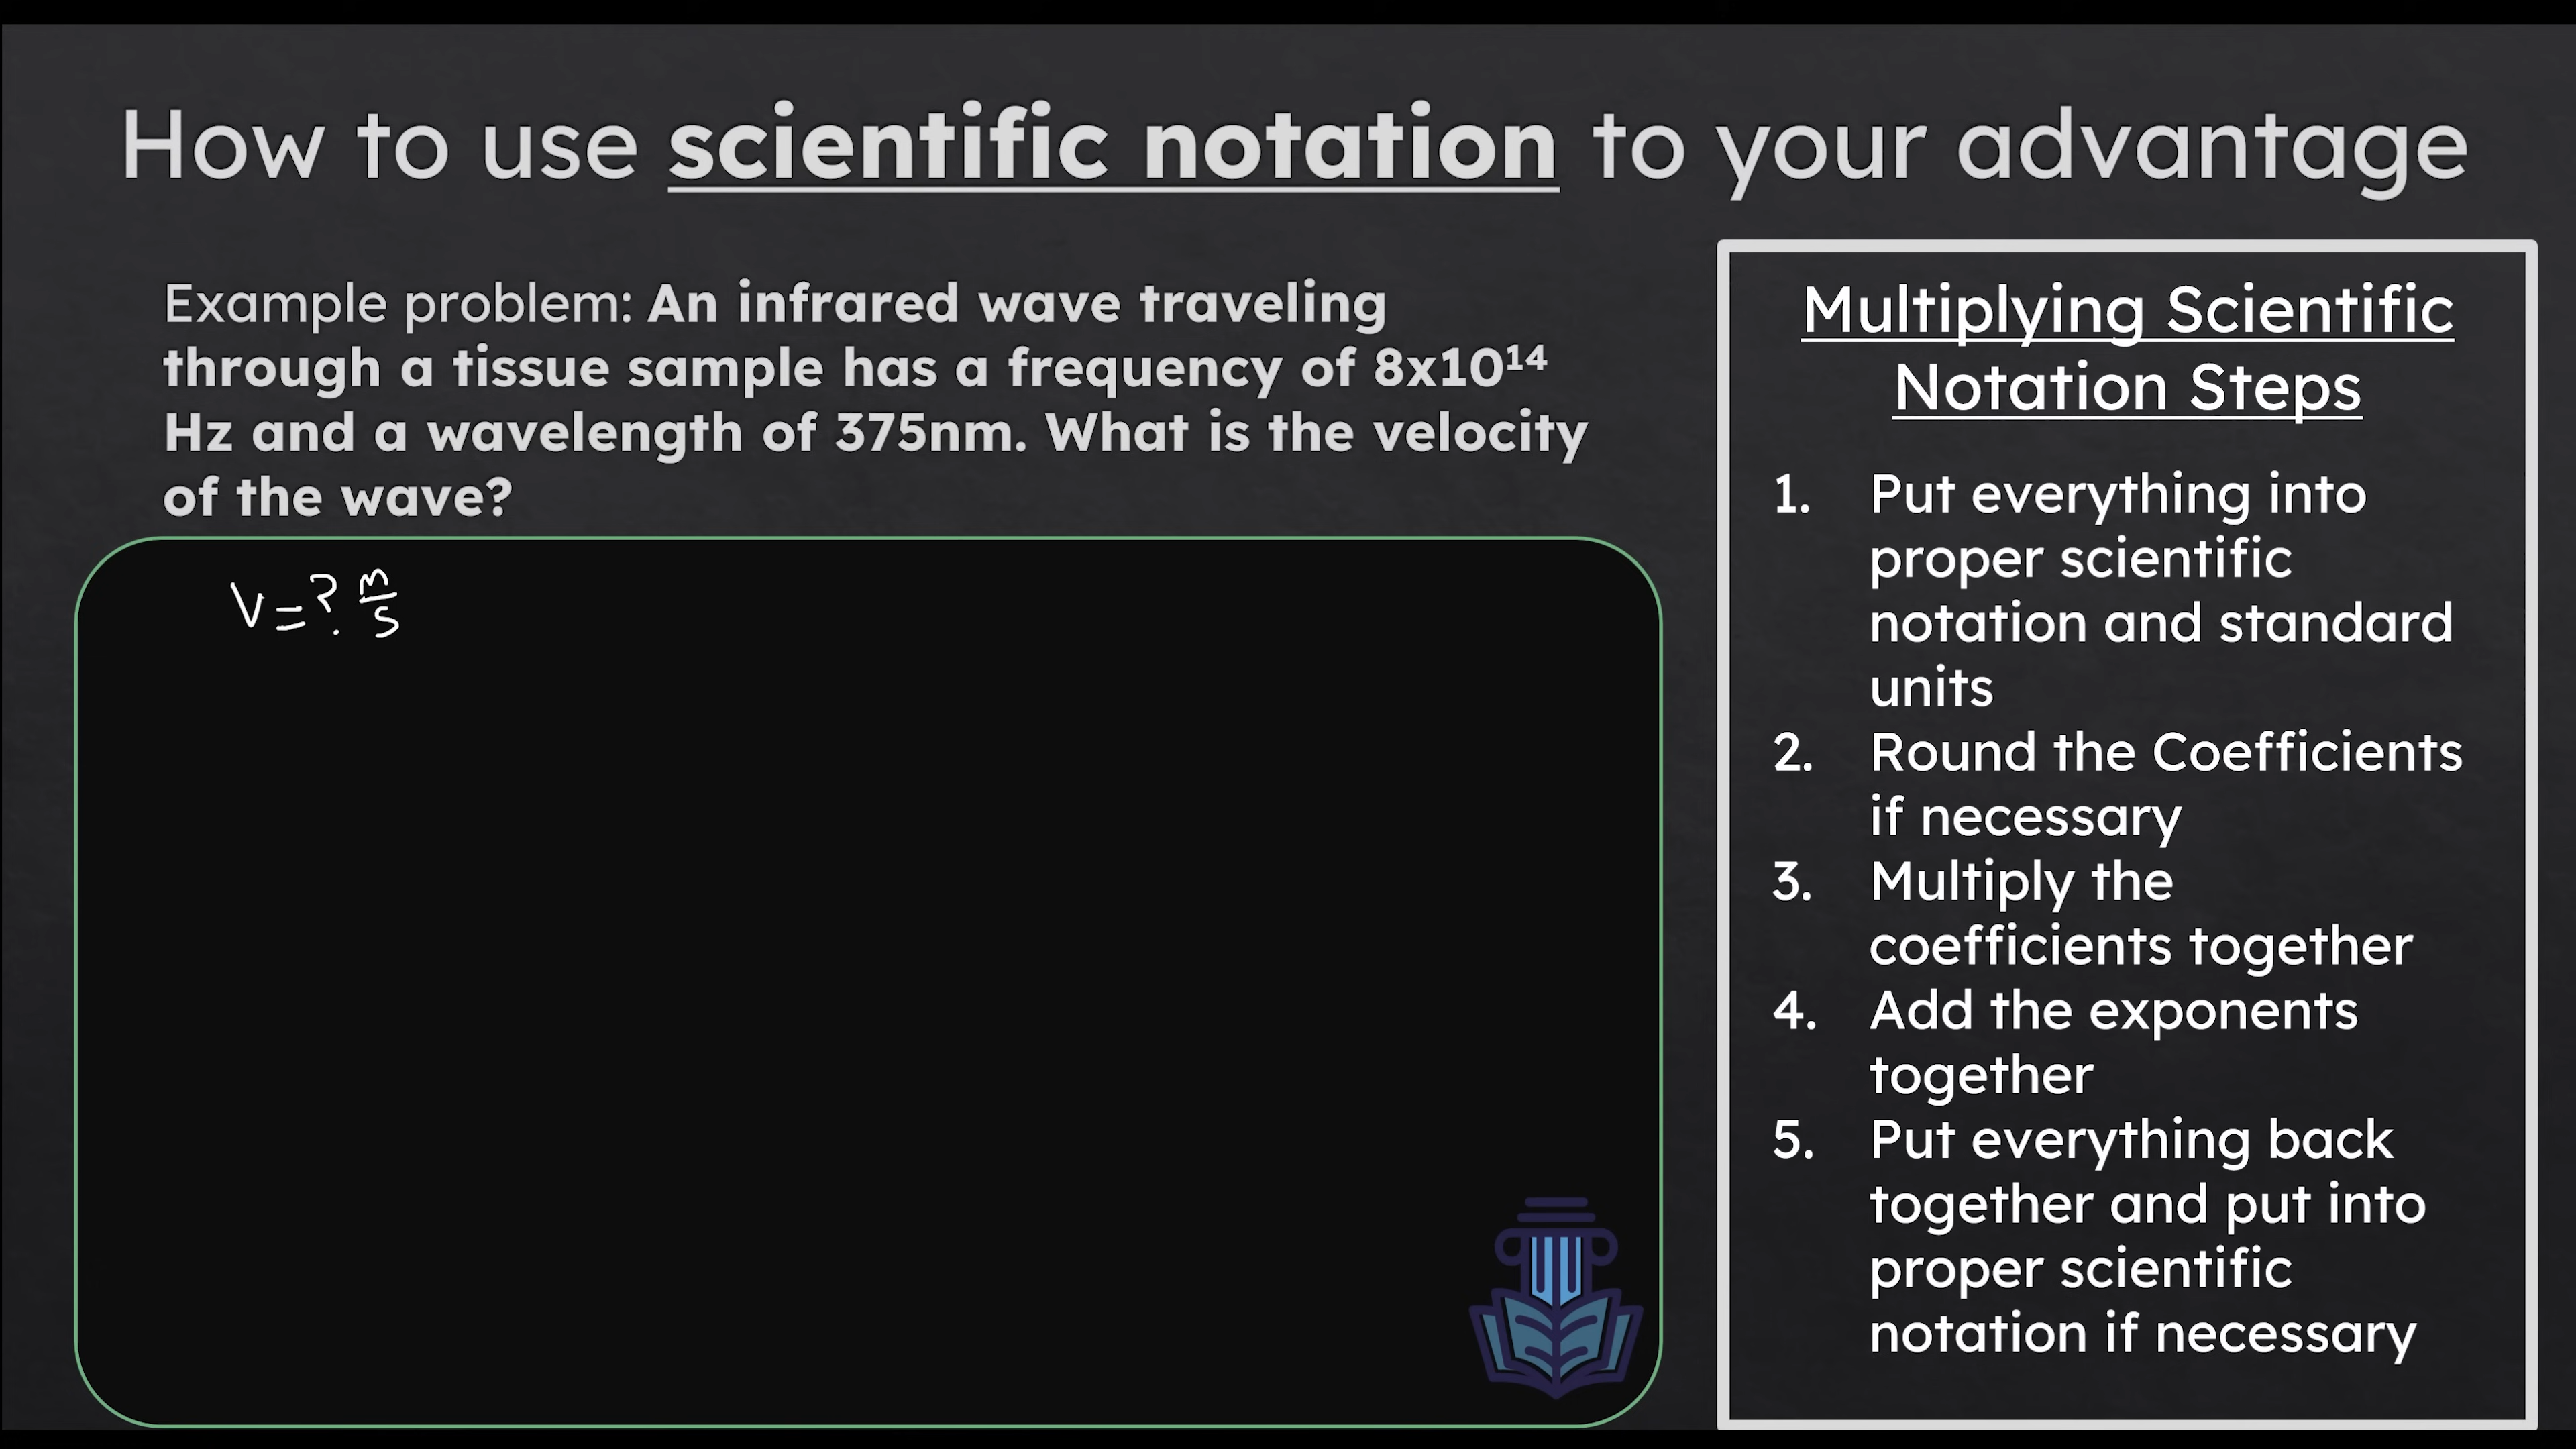 How to use scientific notation to your advantage
Example problem: An infrared wave traveling
through a tissue sample has a frequency of 8x10¹⁴
Hz and a wavelength of 375nm. What is the velocity
of the wave?
V = ? m/s
Multiplying Scientific
Notation Steps
1. Put everything into
proper scientific
notation and standard
units
2. Round the Coefficients
if necessary
3. Multiply the
coefficients together
4. Add the exponents
together
5. Put everything back
together and put into
proper scientific
notation if necessary